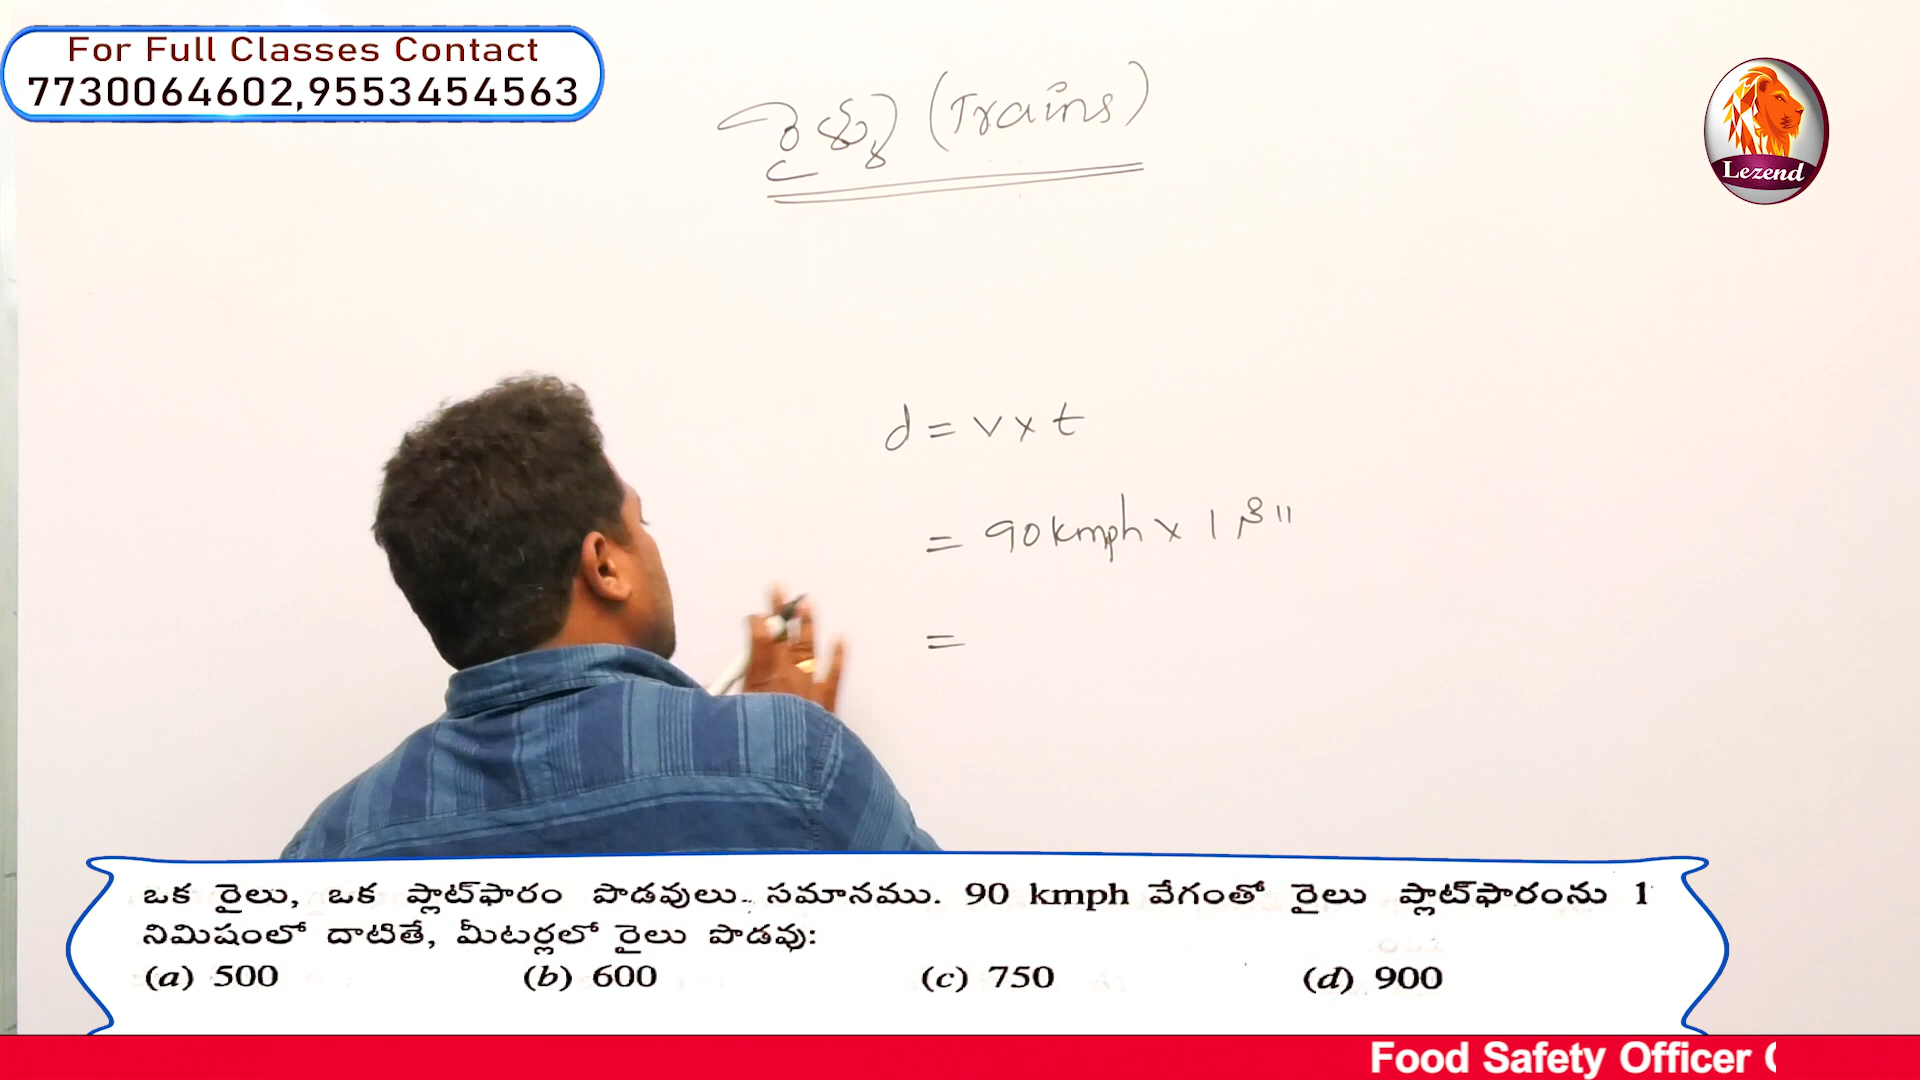 For Full Classes Contact
7730064602,9553454563
రైళ్ళు (Trains)
Lezend
d = v x t
= 90 kmph x 1 ని"
=
ఒక రైలు, ఒక ప్లాట్‌ఫారం పొడవులు సమానము. 90 kmph వేగంతో రైలు ప్లాట్‌ఫారంను 1
నిమిషంలో దాటితే, మీటర్లలో రైలు పొడవు:
(a) 500 (b) 600 (c) 750 (d) 900
Food Safety Officer